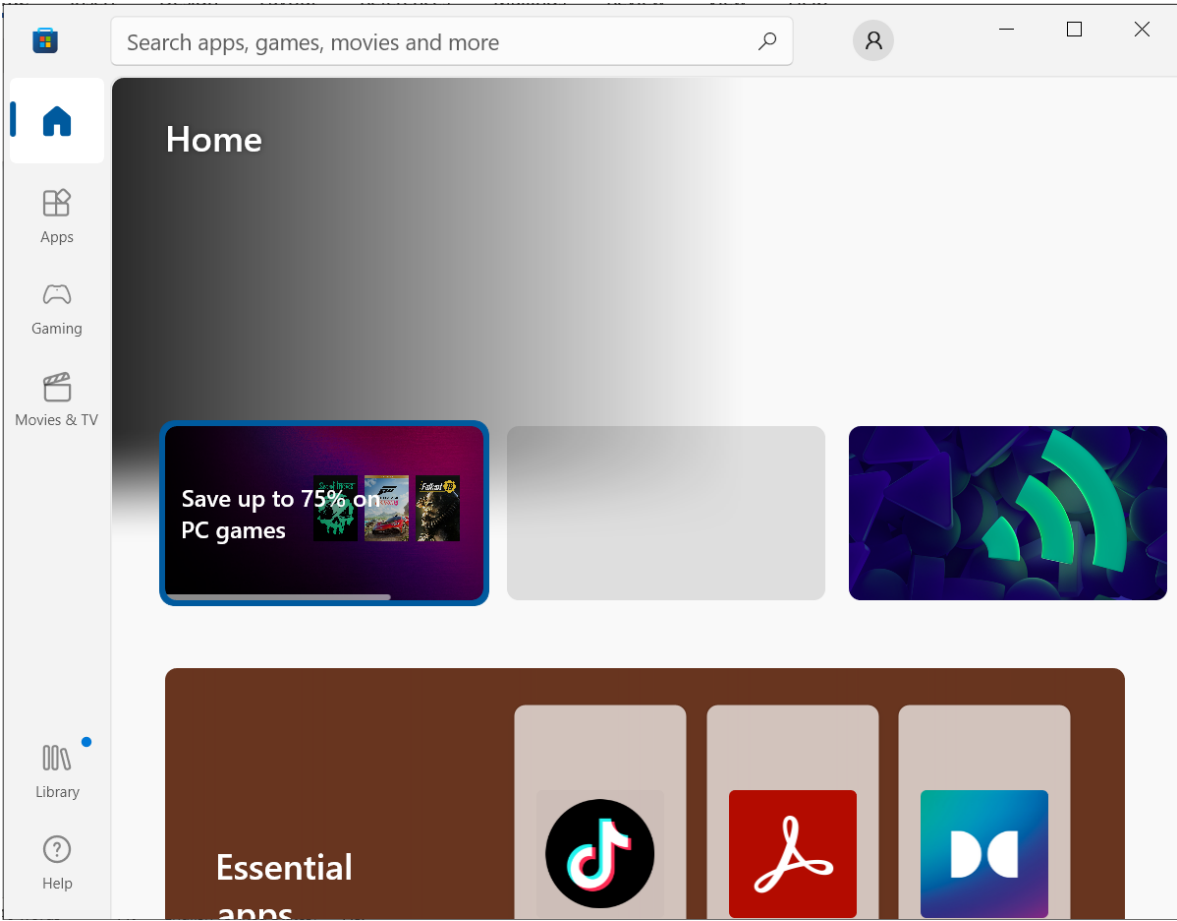 Search apps, games, movies and more
Home
Apps
Gaming
Movies & TV
Save up to 75% on
PC games
Library
Help
Essential
apps